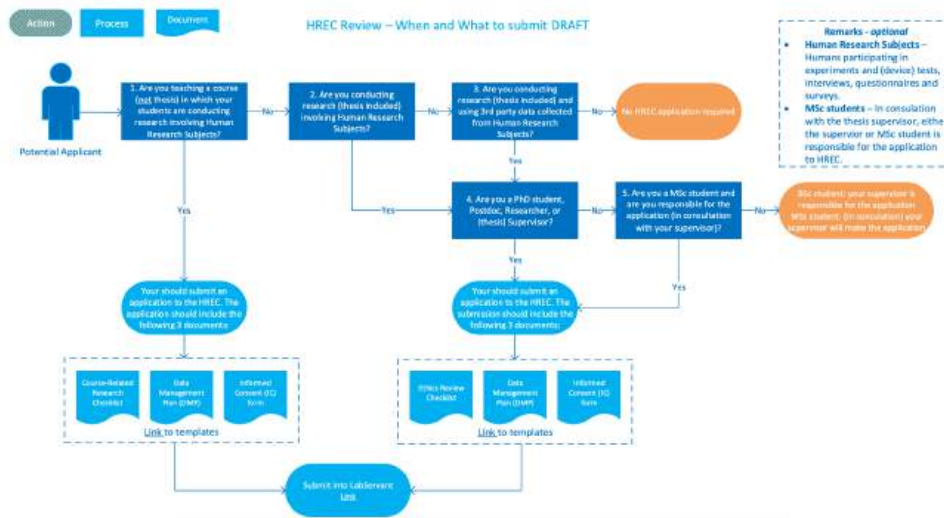 Action
Process
Document
HREC Review – When and What to submit DRAFT
Remarks - optional
• Human Research Subjects –
Humans participating in
experiments and (device) tests,
interviews, questionnaires and
surveys.
• MSc students – In consulation
with the thesis supervisor, eithe
the supervior or MSc student is
responsible for the application
to HREC.
Potential Applicant
1. Are you teaching a course
(not thesis) in which your
students are conducting
research involving Human
Research Subjects?
No
2. Are you conducting
research (thesis included)
involving Human Research
Subjects?
No
3. Are you conducting
research (thesis included) and
using 3rd party data collected
from Human Research
Subjects?
No
No HREC application required
Yes
Yes
Yes
4. Are you a PhD student,
Postdoc, Researcher, or
(thesis) Supervisor?
No
5. Are you a MSc student and
are you responsible for the
application (in consultation
with your supervisor)?
No
BSc student: your supervisor is
responsible for the application
MSc student: (in consulation) your
supervisor will make the application
Yes
Yes
Your should submit an
application to the HREC. The
application should include the
following 3 documents:
Your should submit an
application to the HREC. The
submission should include the
following 3 documents:
Course-Related
Research
Checklist
Data
Management
Plan (DMP)
Informed
Consent (IC)
form
Link to templates
Ethics Review
Checklist
Data
Management
Plan (DMP)
Informed
Consent (IC)
form
Link to templates
Submit into LabServant
Link